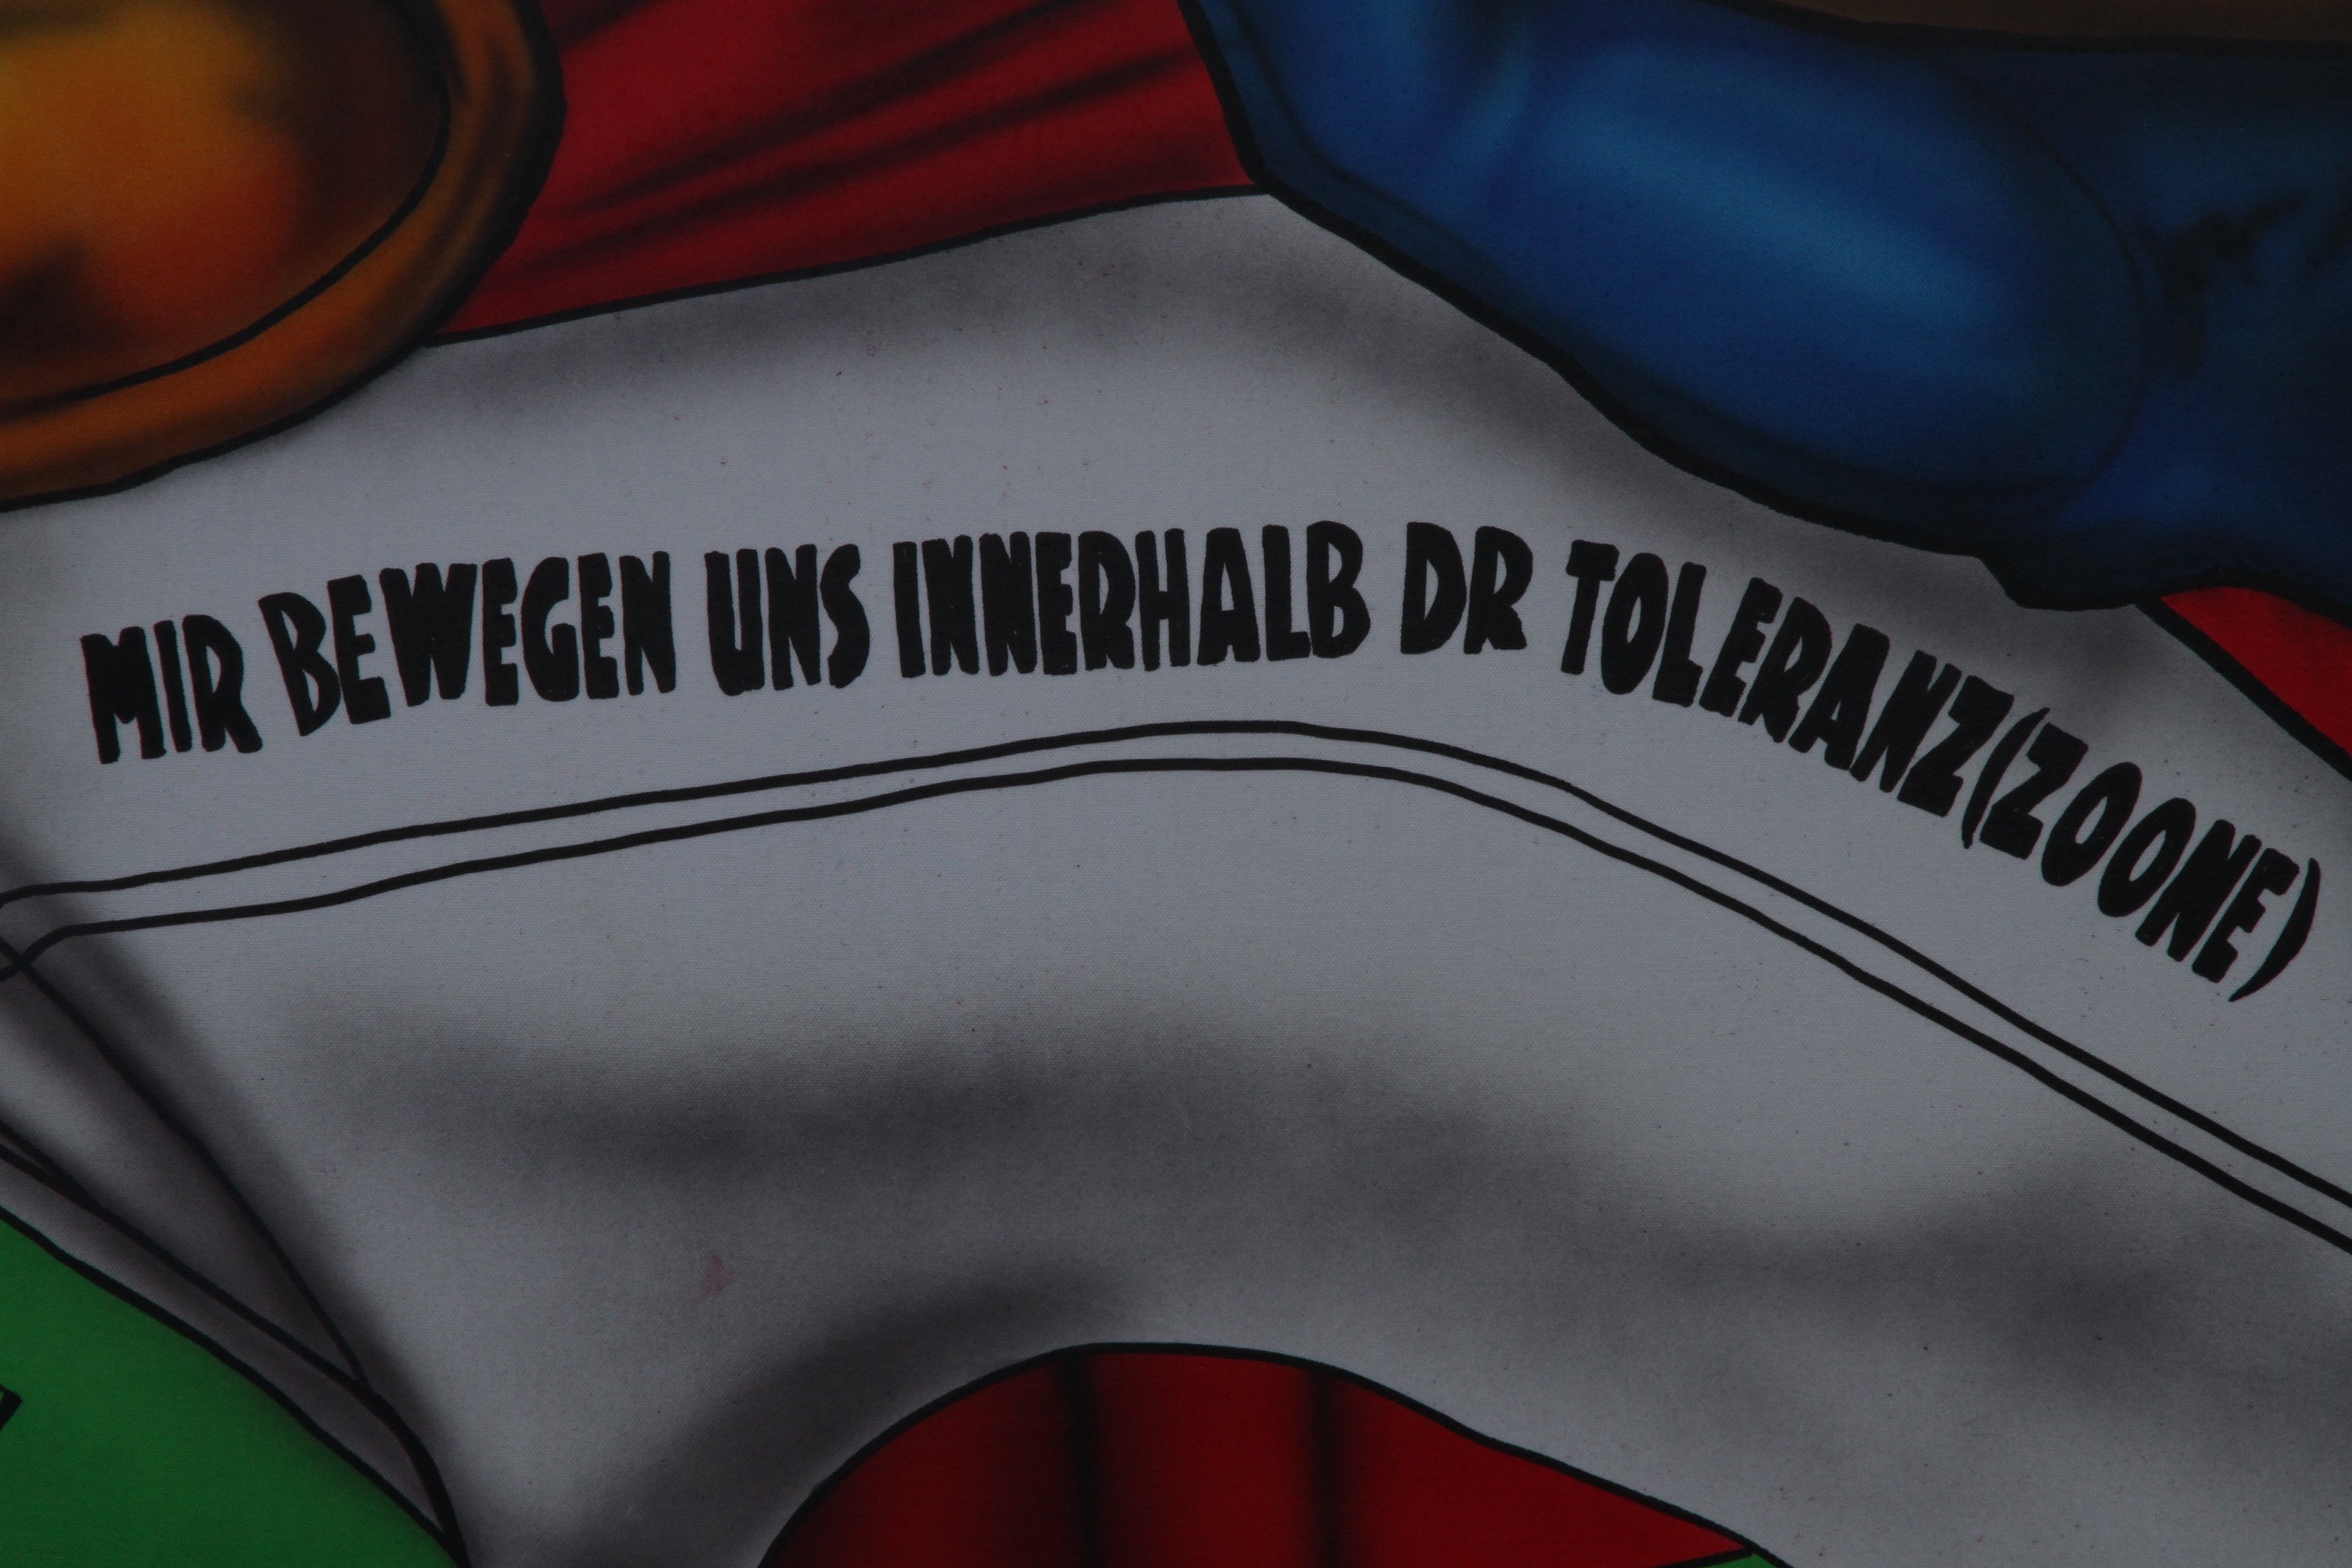 MIR BEWEGEN UNS INNERHALB DR TOLERANZ(ZOONE)